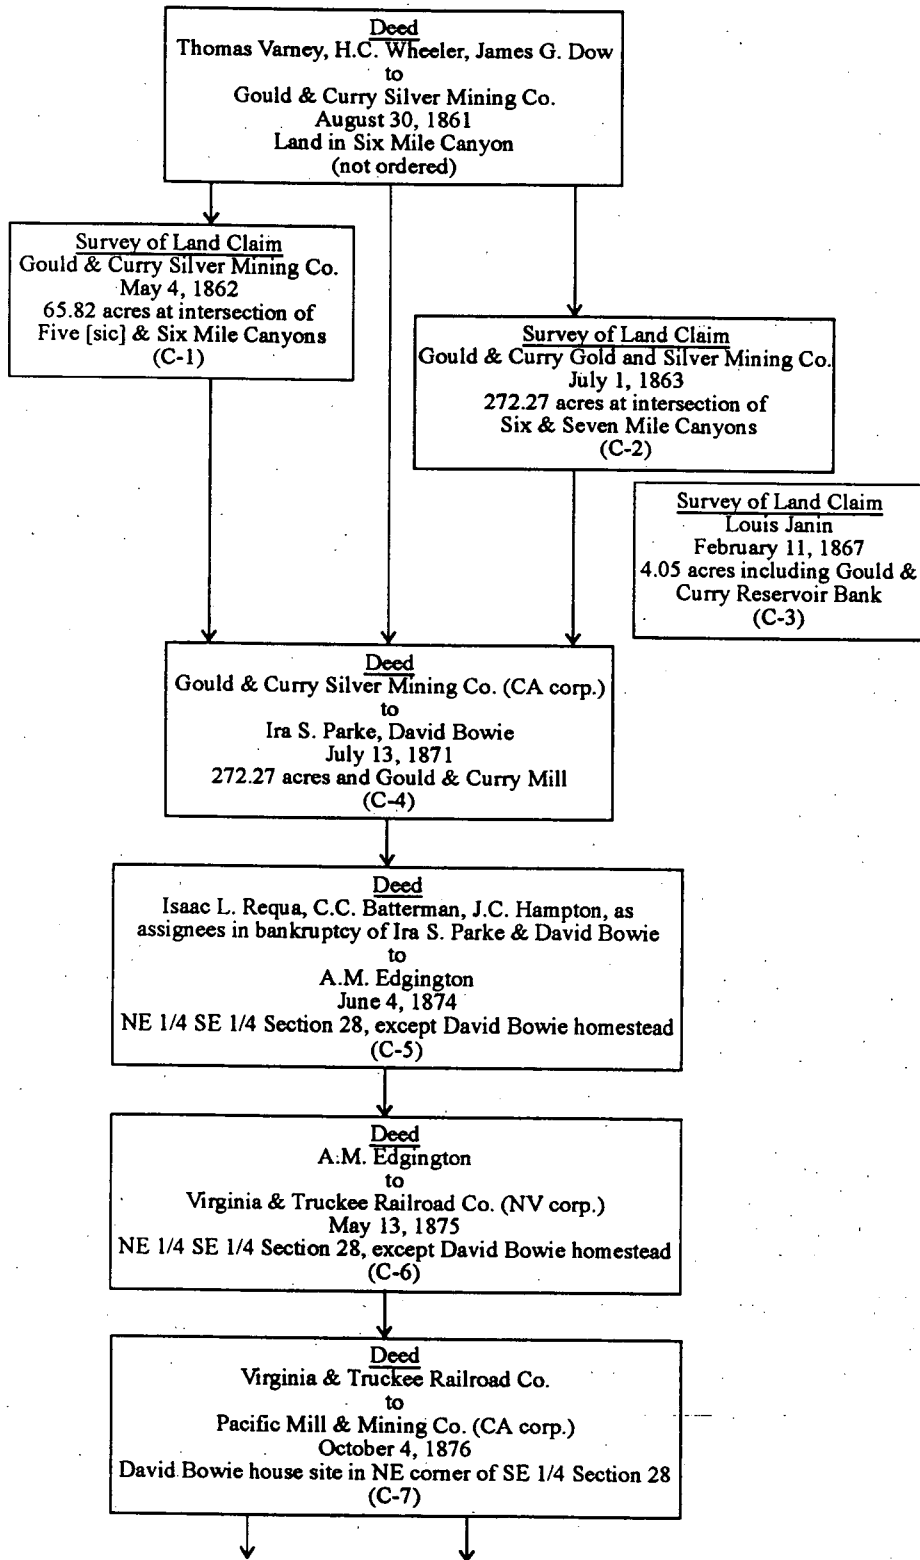 Deed
Thomas Varney, H.C. Wheeler, James G. Dow
to
Gould & Curry Silver Mining Co.
August 30, 1861
Land in Six Mile Canyon
(not ordered)
Survey of Land Claim
Gould & Curry Silver Mining Co.
May 4, 1862
65.82 acres at intersection of
Five [sic] & Six Mile Canyons
(C-1)
Survey of Land Claim
Gould & Curry Gold and Silver Mining Co.
July 1, 1863
272.27 acres at intersection of
Six & Seven Mile Canyons
(C-2)
Survey of Land Claim
Louis Janin
February 11, 1867
4.05 acres including Gould &
Curry Reservoir Bank
(C-3)
Deed
Gould & Curry Silver Mining Co. (CA corp.)
to
Ira S. Parke, David Bowie
July 13, 1871
272.27 acres and Gould & Curry Mill
(C-4)
Deed
Isaac L. Requa, C.C. Batterman, J.C. Hampton, as
assignees in bankruptcy of Ira S. Parke & David Bowie
to
A.M. Edgington
June 4, 1874
NE 1/4 SE 1/4 Section 28, except David Bowie homestead
(C-5)
Deed
A.M. Edgington
to
Virginia & Truckee Railroad Co. (NV corp.)
May 13, 1875
NE 1/4 SE 1/4 Section 28, except David Bowie homestead
(C-6)
Deed
Virginia & Truckee Railroad Co.
to
Pacific Mill & Mining Co. (CA corp.)
October 4, 1876
David Bowie house site in NE corner of SE 1/4 Section 28
(C-7)